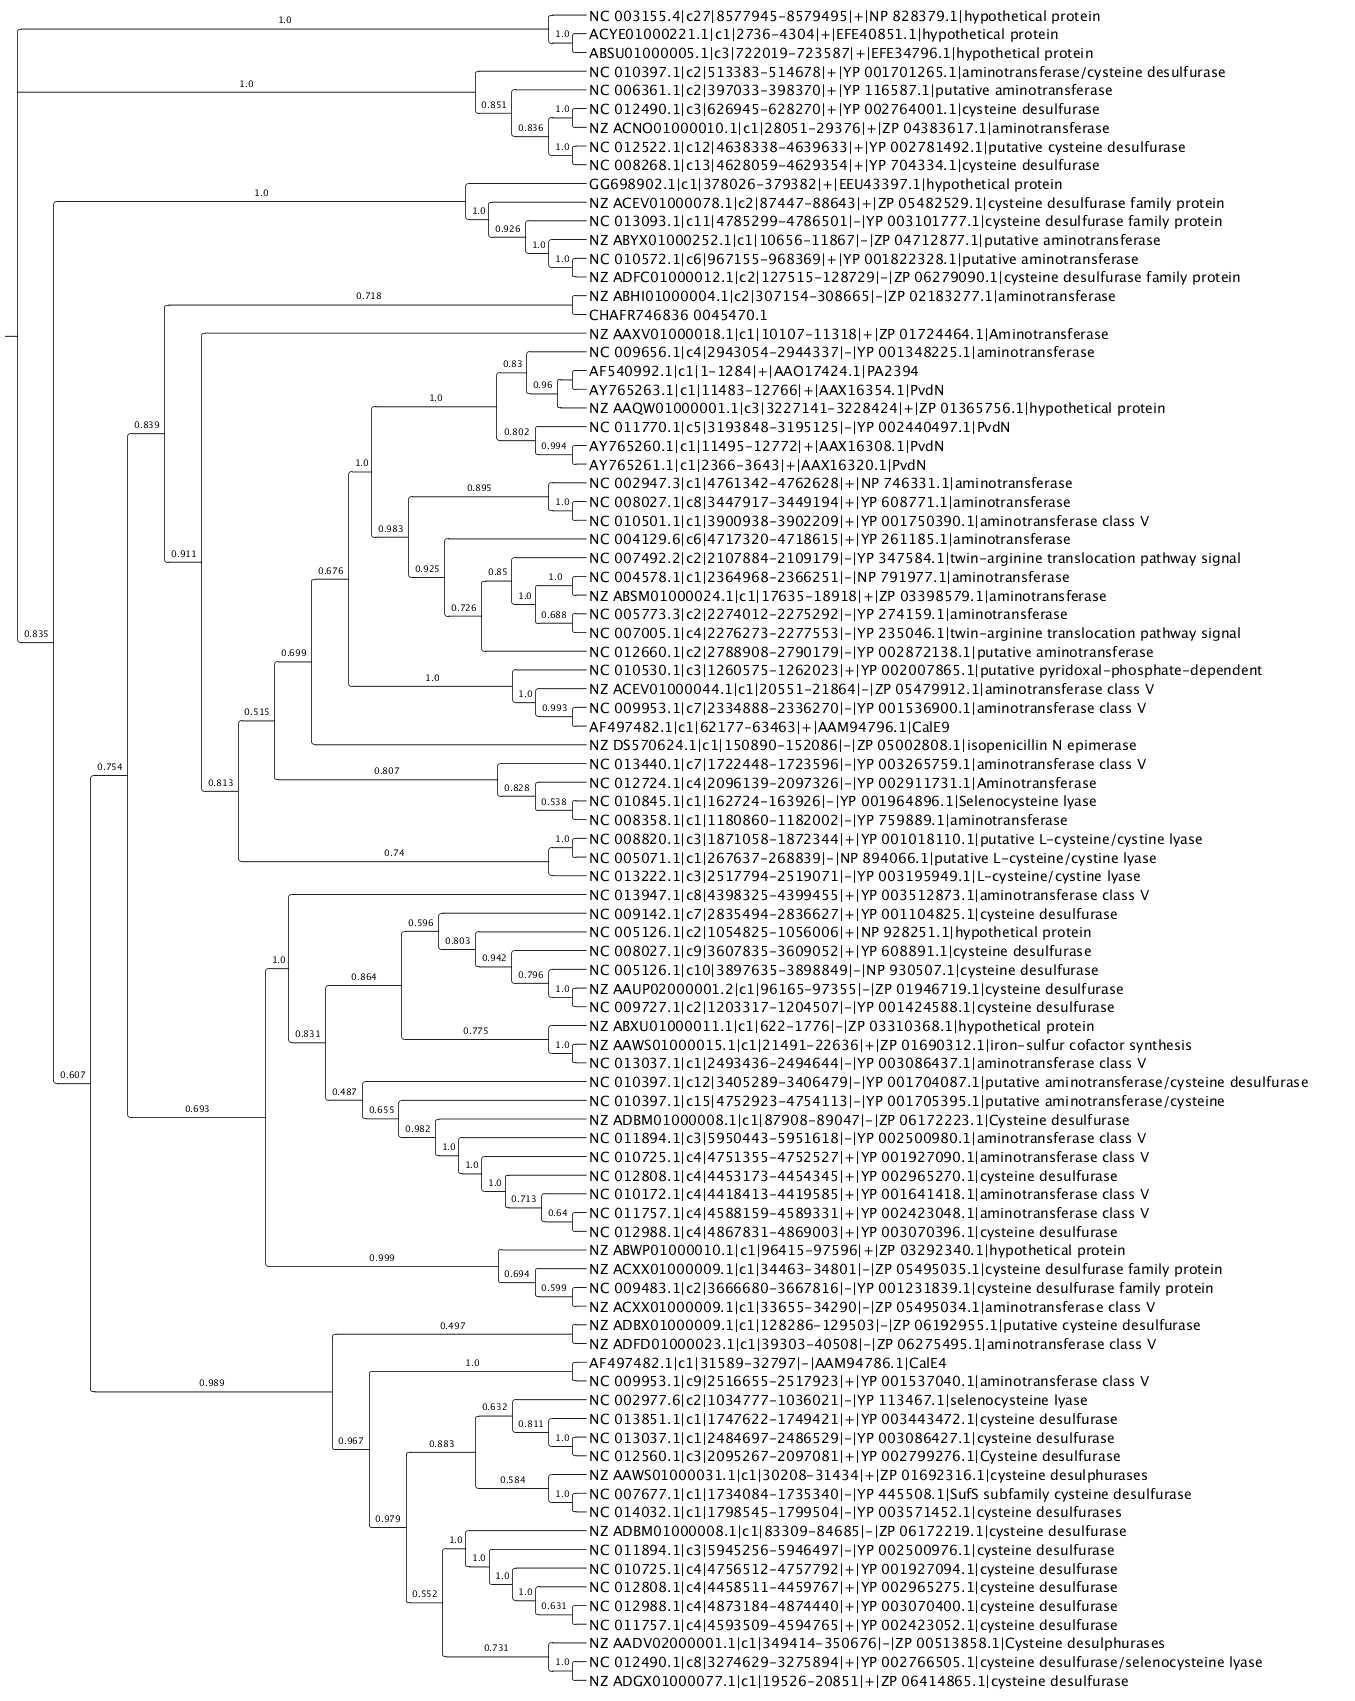 NC 003155.4|c27|8577945-8579495|+|NP 828379.1|hypothetical protein
1.0
ACYE01000221.1|c1|2736-4304|+|EFE40851.1|hypothetical protein
1.0
ABSU01000005.1|c3|722019-723587|+|EFE34796.1|hypothetical protein
NC 010397.1|c2|513383-514678|+|YP 001701265.1|aminotransferase/cysteine desulfurase
1.0
NC 006361.1|c2|397033-398370|+|YP 116587.1|putative aminotransferase
0.851
NC 012490.1|c3|626945-628270|+|YP 002764001.1|cysteine desulfurase
1.0
NZ ACNO01000010.1|c1|28051-29376|+|ZP 04383617.1|aminotransferase
0.836
NC 012522.1|c12|4638338-4639633|+|YP 002781492.1|putative cysteine desulfurase
1.0
NC 008268.1|c13|4628059-4629354|+|YP 704334.1|cysteine desulfurase
GG698902.1|c1|378026-379382|+|EEU43397.1|hypothetical protein
1.0
NZ ACEV01000078.1|c2|87447-88643|+|ZP 05482529.1|cysteine desulfurase family protein
1.0
NC 013093.1|c11|4785299-4786501|-|YP 003101777.1|cysteine desulfurase family protein
0.926
NZ ABYX01000252.1|c1|10656-11867|-|ZP 04712877.1|putative aminotransferase
1.0
NC 010572.1|c6|967155-968369|+|YP 001822328.1|putative aminotransferase
1.0
NZ ADFC01000012.1|c2|127515-128729|-|ZP 06279090.1|cysteine desulfurase family protein
0.718
NZ ABHI01000004.1|c2|307154-308665|-|ZP 02183277.1|aminotransferase
CHAFR746836 0045470.1
NZ AAXV01000018.1|c1|10107-11318|+|ZP 01724464.1|Aminotransferase
NC 009656.1|c4|2943054-2944337|-|YP 001348225.1|aminotransferase
0.83
AF540992.1|c1|1-1284|+|AAO17424.1|PA2394
0.96
AY765263.1|c1|11483-12766|+|AAX16354.1|PvdN
1.0
NZ AAQW01000001.1|c3|3227141-3228424|+|ZP 01365756.1|hypothetical protein
0.839
NC 011770.1|c5|3193848-3195125|-|YP 002440497.1|PvdN
0.802
AY765260.1|c1|11495-12772|+|AAX16308.1|PvdN
0.994
AY765261.1|c1|2366-3643|+|AAX16320.1|PvdN
1.0
NC 002947.3|c1|4761342-4762628|+|NP 746331.1|aminotransferase
0.895
NC 008027.1|c8|3447917-3449194|+|YP 608771.1|aminotransferase
1.0
NC 010501.1|c1|3900938-3902209|+|YP 001750390.1|aminotransferase class V
0.983
NC 004129.6|c6|4717320-4718615|+|YP 261185.1|aminotransferase
0.911
NC 007492.2|c2|2107884-2109179|-|YP 347584.1|twin-arginine translocation pathway signal
0.676
0.925
0.85
NC 004578.1|c1|2364968-2366251|-|NP 791977.1|aminotransferase
1.0
NZ ABSM01000024.1|c1|17635-18918|+|ZP 03398579.1|aminotransferase
1.0
NC 005773.3|c2|2274012-2275292|-|YP 274159.1|aminotransferase
0.726
0.688
NC 007005.1|c4|2276273-2277553|-|YP 235046.1|twin-arginine translocation pathway signal
0.835
NC 012660.1|c2|2788908-2790179|-|YP 002872138.1|putative aminotransferase
0.699
NC 010530.1|c3|1260575-1262023|+|YP 002007865.1|putative pyridoxal-phosphate-dependent
1.0
NZ ACEV01000044.1|c1|20551-21864|-|ZP 05479912.1|aminotransferase class V
1.0
NC 009953.1|c7|2334888-2336270|-|YP 001536900.1|aminotransferase class V
0.515
0.993
AF497482.1|c1|62177-63463|+|AAM94796.1|CalE9
NZ DS570624.1|c1|150890-152086|-|ZP 05002808.1|isopenicillin N epimerase
NC 013440.1|c7|1722448-1723596|-|YP 003265759.1|aminotransferase class V
0.754
0.807
NC 012724.1|c4|2096139-2097326|-|YP 002911731.1|Aminotransferase
0.813
0.828
NC 010845.1|c1|162724-163926|-|YP 001964896.1|Selenocysteine lyase
0.538
NC 008358.1|c1|1180860-1182002|-|YP 759889.1|aminotransferase
NC 008820.1|c3|1871058-1872344|+|YP 001018110.1|putative L-cysteine/cystine lyase
1.0
NC 005071.1|c1|267637-268839|-|NP 894066.1|putative L-cysteine/cystine lyase
0.74
NC 013222.1|c3|2517794-2519071|-|YP 003195949.1|L-cysteine/cystine lyase
NC 013947.1|c8|4398325-4399455|+|YP 003512873.1|aminotransferase class V
NC 009142.1|c7|2835494-2836627|+|YP 001104825.1|cysteine desulfurase
0.596
NC 005126.1|c2|1054825-1056006|+|NP 928251.1|hypothetical protein
0.803
NC 008027.1|c9|3607835-3609052|+|YP 608891.1|cysteine desulfurase
1.0
0.942
NC 005126.1|c10|3897635-3898849|-|NP 930507.1|cysteine desulfurase
0.864
0.796
NZ AAUP02000001.2|c1|96165-97355|-|ZP 01946719.1|cysteine desulfurase
1.0
NC 009727.1|c2|1203317-1204507|-|YP 001424588.1|cysteine desulfurase
NZ ABXU01000011.1|c1|622-1776|-|ZP 03310368.1|hypothetical protein
0.831
0.775
NZ AAWS01000015.1|c1|21491-22636|+|ZP 01690312.1|iron-sulfur cofactor synthesis
1.0
NC 013037.1|c1|2493436-2494644|-|YP 003086437.1|aminotransferase class V
0.607
NC 010397.1|c12|3405289-3406479|-|YP 001704087.1|putative aminotransferase/cysteine desulfurase
0.487
NC 010397.1|c15|4752923-4754113|-|YP 001705395.1|putative aminotransferase/cysteine
0.693
0.655
NZ ADBM01000008.1|c1|87908-89047|-|ZP 06172223.1|Cysteine desulfurase
0.982
NC 011894.1|c3|5950443-5951618|-|YP 002500980.1|aminotransferase class V
1.0
NC 010725.1|c4|4751355-4752527|+|YP 001927090.1|aminotransferase class V
1.0
NC 012808.1|c4|4453173-4454345|+|YP 002965270.1|cysteine desulfurase
1.0
NC 010172.1|c4|4418413-4419585|+|YP 001641418.1|aminotransferase class V
0.713
NC 011757.1|c4|4588159-4589331|+|YP 002423048.1|aminotransferase class V
0.64
NC 012988.1|c4|4867831-4869003|+|YP 003070396.1|cysteine desulfurase
NZ ABWP01000010.1|c1|96415-97596|+|ZP 03292340.1|hypothetical protein
0.999
NZ ACXX01000009.1|c1|34463-34801|-|ZP 05495035.1|cysteine desulfurase family protein
0.694
NC 009483.1|c2|3666680-3667816|-|YP 001231839.1|cysteine desulfurase family protein
0.599
NZ ACXX01000009.1|c1|33655-34290|-|ZP 05495034.1|aminotransferase class V
NZ ADBX01000009.1|c1|128286-129503|-|ZP 06192955.1|putative cysteine desulfurase
0.497
NZ ADFD01000023.1|c1|39303-40508|-|ZP 06275495.1|aminotransferase class V
AF497482.1|c1|31589-32797|-|AAM94786.1|CalE4
1.0
NC 009953.1|c9|2516655-2517923|+|YP 001537040.1|aminotransferase class V
0.989
NC 002977.6|c2|1034777-1036021|-|YP 113467.1|selenocysteine lyase
0.632
NC 013851.1|c1|1747622-1749421|+|YP 003443472.1|cysteine desulfurase
0.811
NC 013037.1|c1|2484697-2486529|-|YP 003086427.1|cysteine desulfurase
0.967
0.883
1.0
NC 012560.1|c3|2095267-2097081|+|YP 002799276.1|Cysteine desulfurase
NZ AAWS01000031.1|c1|30208-31434|+|ZP 01692316.1|cysteine desulphurases
0.584
NC 007677.1|c1|1734084-1735340|-|YP 445508.1|SufS subfamily cysteine desulfurase
1.0
NC 014032.1|c1|1798545-1799504|-|YP 003571452.1|cysteine desulfurases
0.979
NZ ADBM01000008.1|c1|83309-84685|-|ZP 06172219.1|cysteine desulfurase
1.0
NC 011894.1|c3|5945256-5946497|-|YP 002500976.1|cysteine desulfurase
1.0
NC 010725.1|c4|4756512-4757792|+|YP 001927094.1|cysteine desulfurase
1.0
NC 012808.1|c4|4458511-4459767|+|YP 002965275.1|cysteine desulfurase
0.552
1.0
NC 012988.1|c4|4873184-4874440|+|YP 003070400.1|cysteine desulfurase
0.631
NC 011757.1|c4|4593509-4594765|+|YP 002423052.1|cysteine desulfurase
NZ AADV02000001.1|c1|349414-350676|-|ZP 00513858.1|Cysteine desulphurases
0.731
NC 012490.1|c8|3274629-3275894|+|YP 002766505.1|cysteine desulfurase/selenocysteine lyase
1.0
NZ ADGX01000077.1|c1|19526-20851|+|ZP 06414865.1|cysteine desulfurase